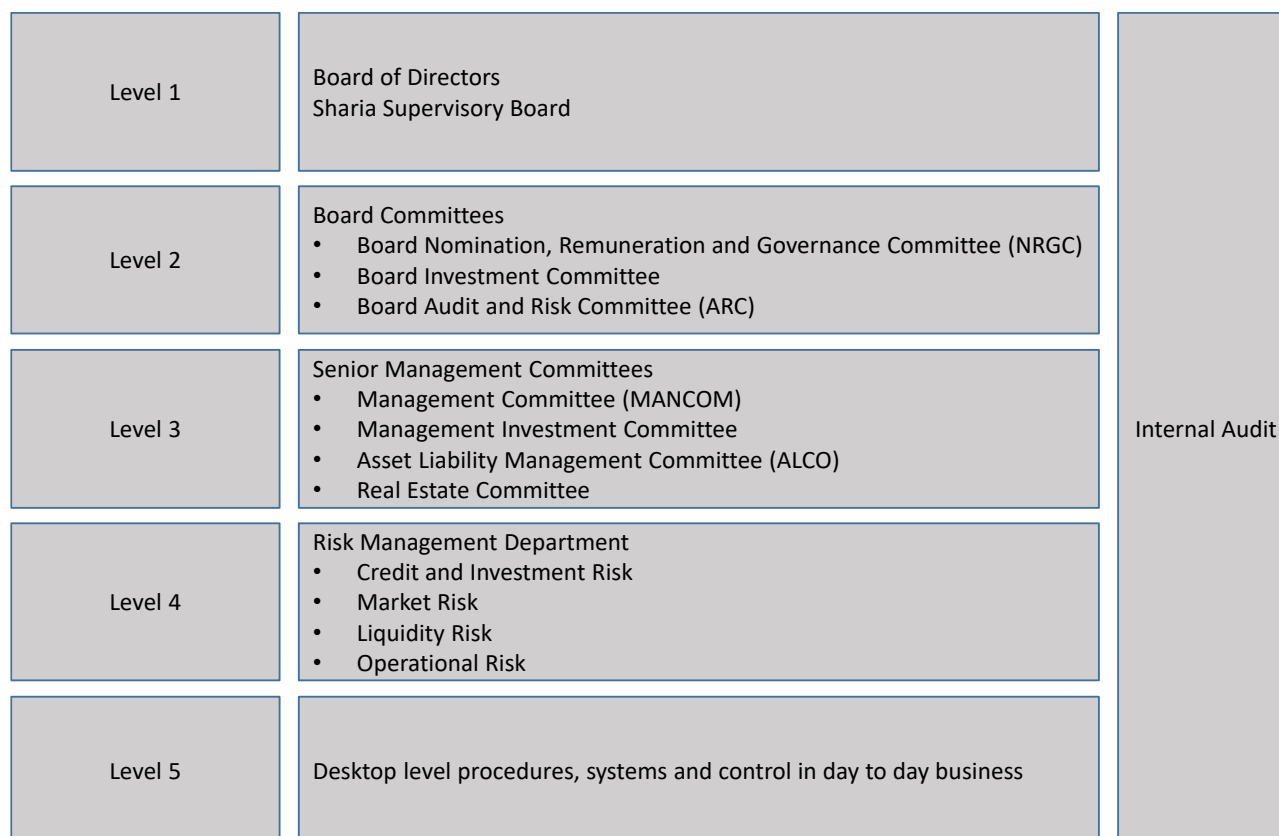 Level 1
Board of Directors
Sharia Supervisory Board
Level 2
Board Committees
• Board Nomination, Remuneration and Governance Committee (NRGC)
• Board Investment Committee
• Board Audit and Risk Committee (ARC)
Level 3
Senior Management Committees
• Management Committee (MANCOM)
• Management Investment Committee
• Asset Liability Management Committee (ALCO)
• Real Estate Committee
Internal Audit
Level 4
Risk Management Department
• Credit and Investment Risk
• Market Risk
• Liquidity Risk
• Operational Risk
Level 5
Desktop level procedures, systems and control in day to day business